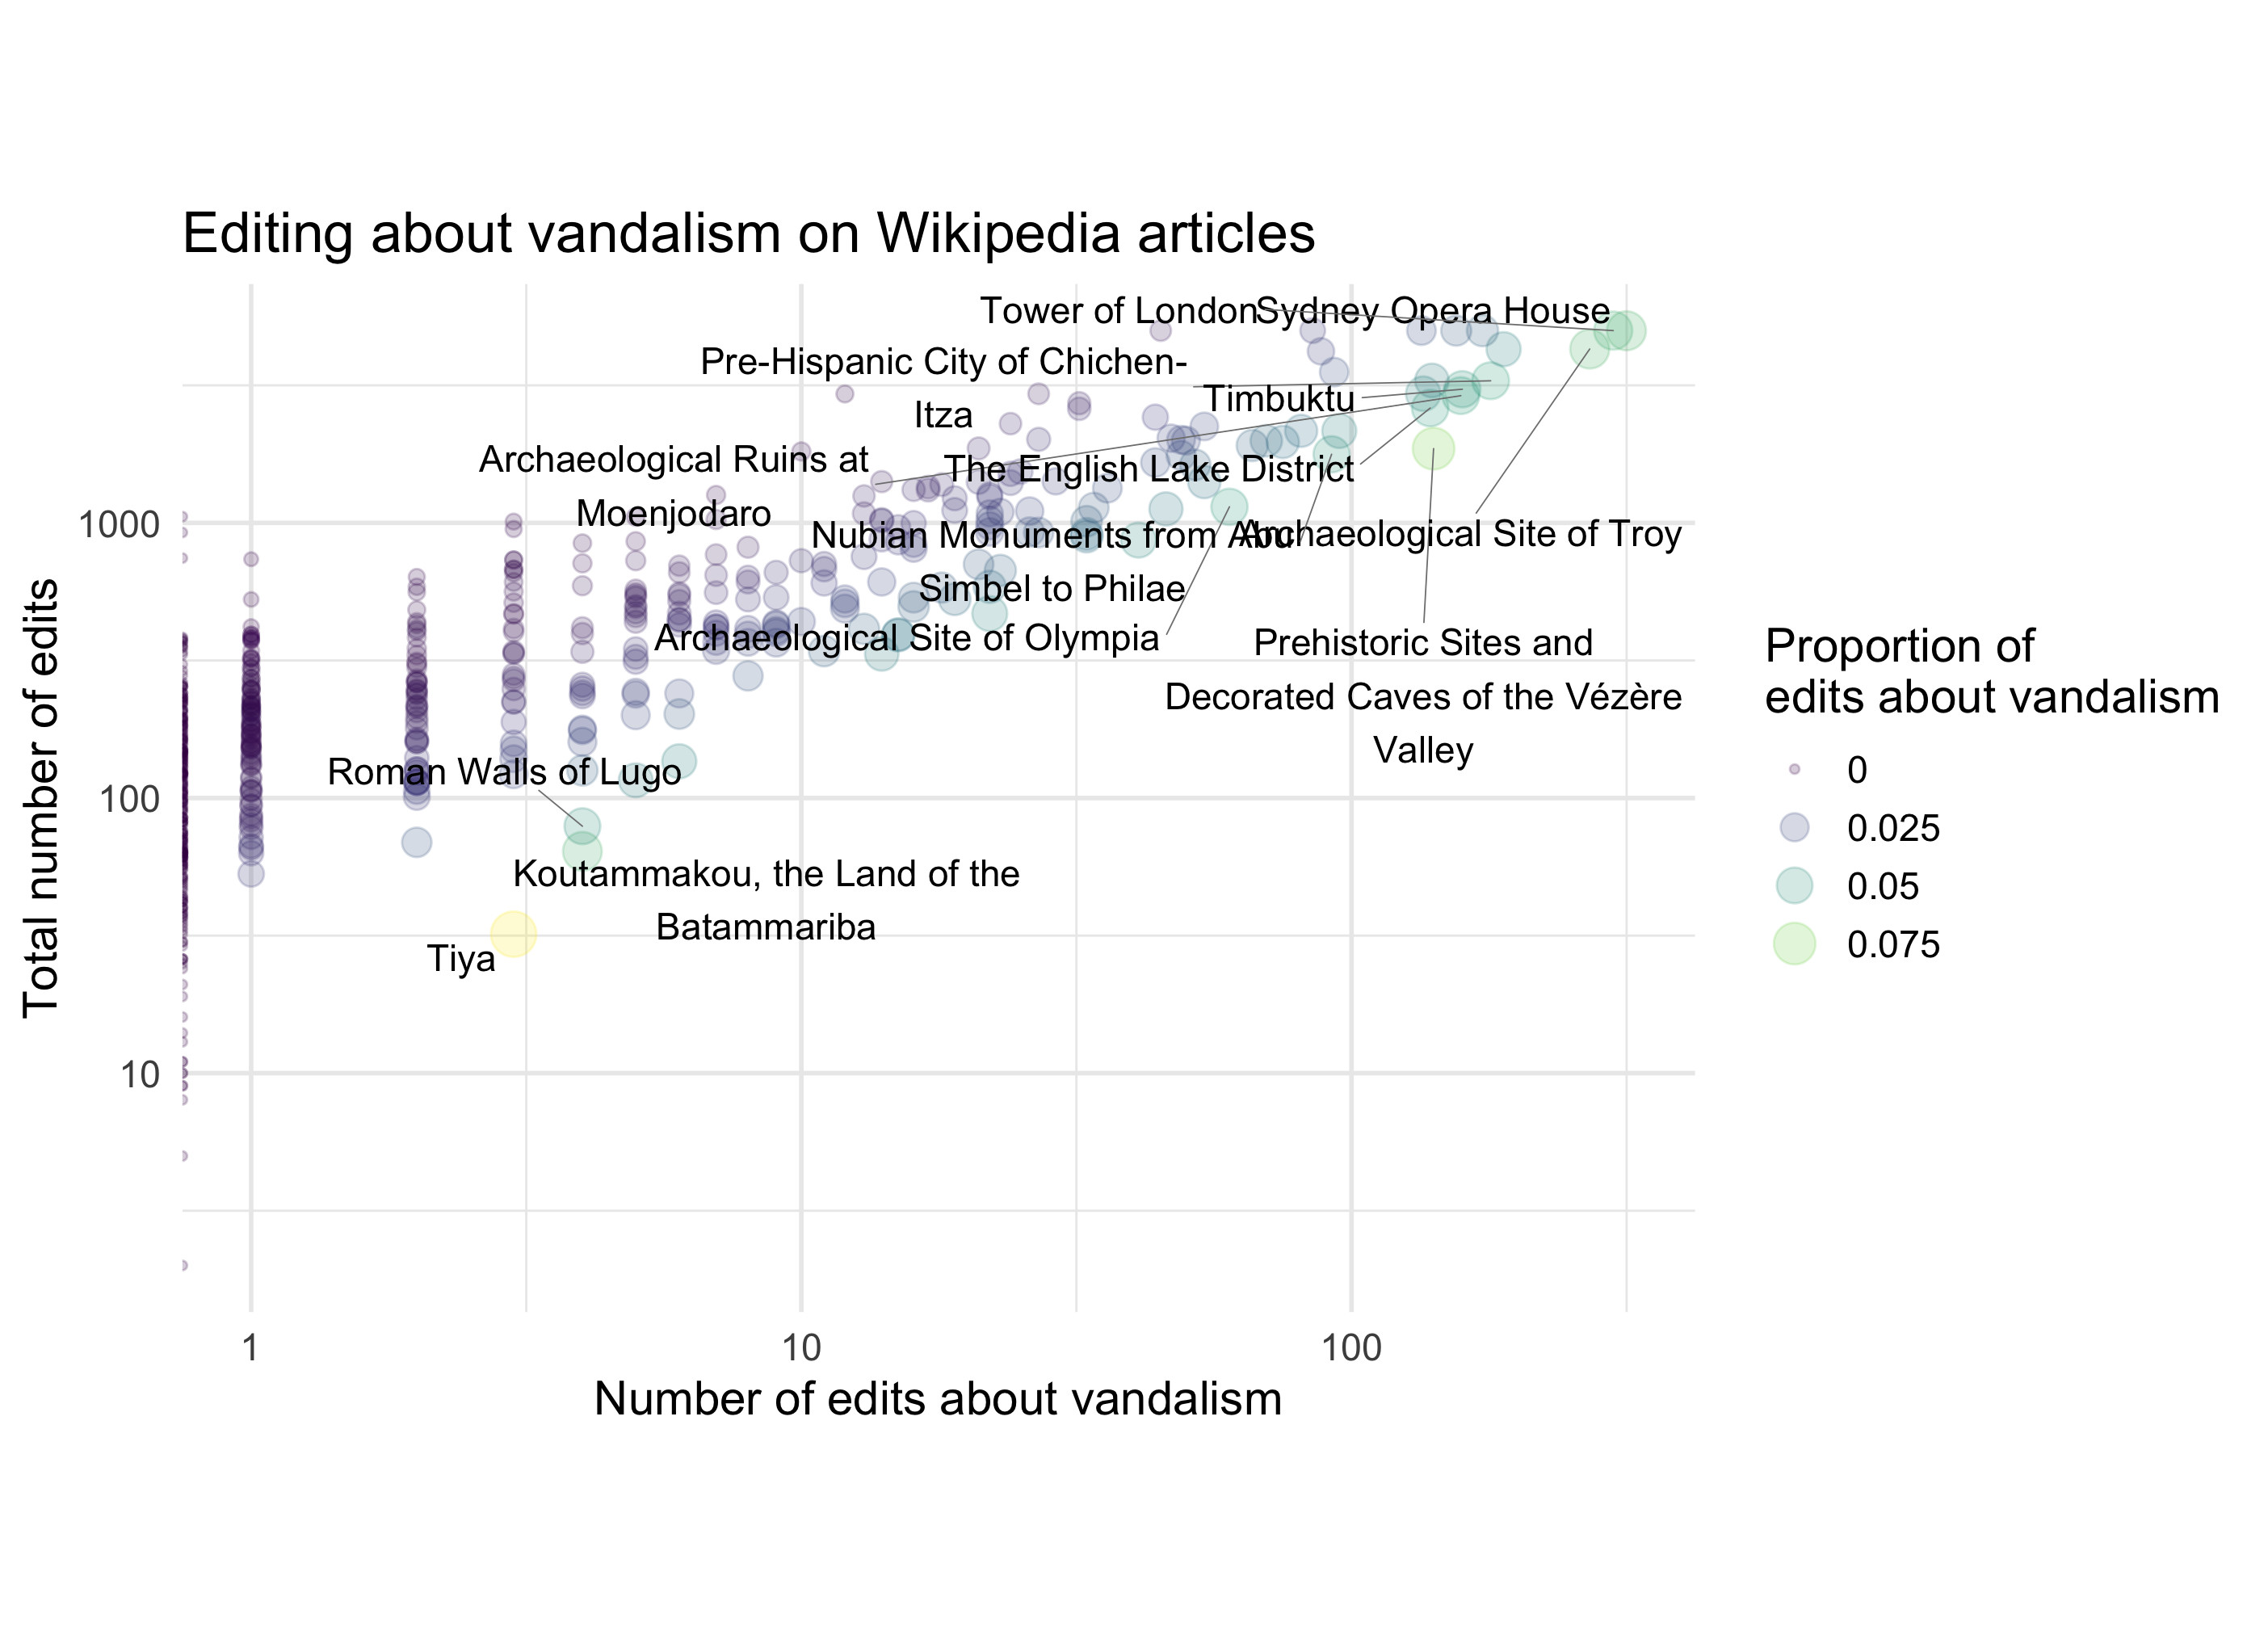 Editing about vandalism on Wikipedia articles
Tower of London
Sydney Opera House
Pre-Hispanic City of Chichen-
Itza
Timbuktu
Archaeological Ruins at
Moenjodaro
The English Lake District
Nubian Monuments from Abu
Simbel to Philae
Archaeological Site of Troy
Archaeological Site of Olympia
Prehistoric Sites and
Decorated Caves of the Vézère
Valley
Roman Walls of Lugo
Koutammakou, the Land of the
Batammariba
Tiya
Total number of edits
1000
100
10
1
10
100
Number of edits about vandalism
Proportion of
edits about vandalism
0
0.025
0.05
0.075